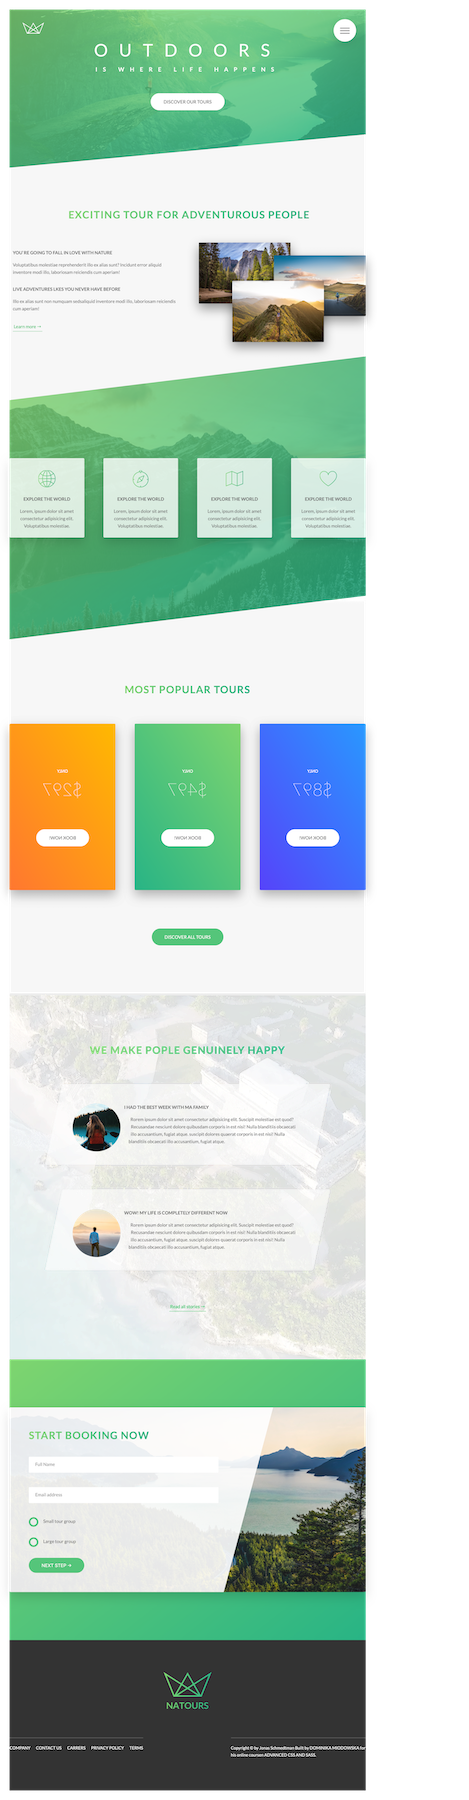 OUTDOORS
IS WHERE LIFE HAPPENS
DISCOVER OUR TOURS
EXCITING TOUR FOR ADVENTUROUS PEOPLE
YOU'RE GOING TO FALL IN LOVE WITH NATURE
Voluptatibus molestiae reprehenderit illo ex alias sunt? Incidunt error aliquid
inventore modi illo, laboriosam reiciendis cum aperiam!
LIVE ADVENTURES LIKES YOU NEVER HAVE BEFORE
Illo ex alias sunt non numquam
inventore modi illo, laboriosam reiciendis
cum aperiam!
Learn more →
EXPLORE THE WORLD
Lorem, ipsum dolor sit amet
consectetur adipisicing elit.
Voluptatibus molestiae.
EXPLORE THE WORLD
Lorem, ipsum dolor sit amet
consectetur adipisicing elit.
Voluptatibus molestiae.
EXPLORE THE WORLD
Lorem, ipsum dolor sit amet
consectetur adipisicing elit.
Voluptatibus molestiae.
EXPLORE THE WORLD
Lorem, ipsum dolor sit amet
consectetur adipisicing elit.
Voluptatibus molestiae.
MOST POPULAR TOURS
ONLY
$297
BOOK NOW!
ONLY
$497
BOOK NOW!
ONLY
$897
BOOK NOW!
DISCOVER ALL TOURS
WE MAKE POPLE GENUINELY HAPPY
I HAD THE BEST WEEK WITH MA FAMILY
Rorem ipsum dolor sit amet consectetur adipisicing elit. Suscipit est quod?
Recusandae nesciunt dolore quibusdam corporis in est nisi! Nulla blanditiis obcaecati
illo accusantium, fugiat atque, suscipit dolores quaerat corporis in est nisi! Nulla
blanditiis obcaecati illo accusantium, fugiat atque.
WOW! MY LIFE IS COMPLETELY DIFFERENT NOW
Rorem ipsum dolor sit amet consectetur adipisicing elit. Suscipit est quod?
Recusandae nesciunt dolore quibusdam corporis in est nisi! Nulla blanditiis obcaecati
illo accusantium, fugiat atque, suscipit dolores quaerat corporis in est nisi! Nulla
blanditiis obcaecati illo accusantium, fugiat atque.
Read all stories →
START BOOKING NOW
Full Name
Email address
Small tour group
Large tour group
NEXT STEP →
NATOURS
COMPANY CONTACT US CARRERS PRIVACY POLICY TERMS
Copyright © by Jonas Schmedtman Built by DOMINIKA MIODOWSKA for
his online courses ADVANCED CSS AND SASS.